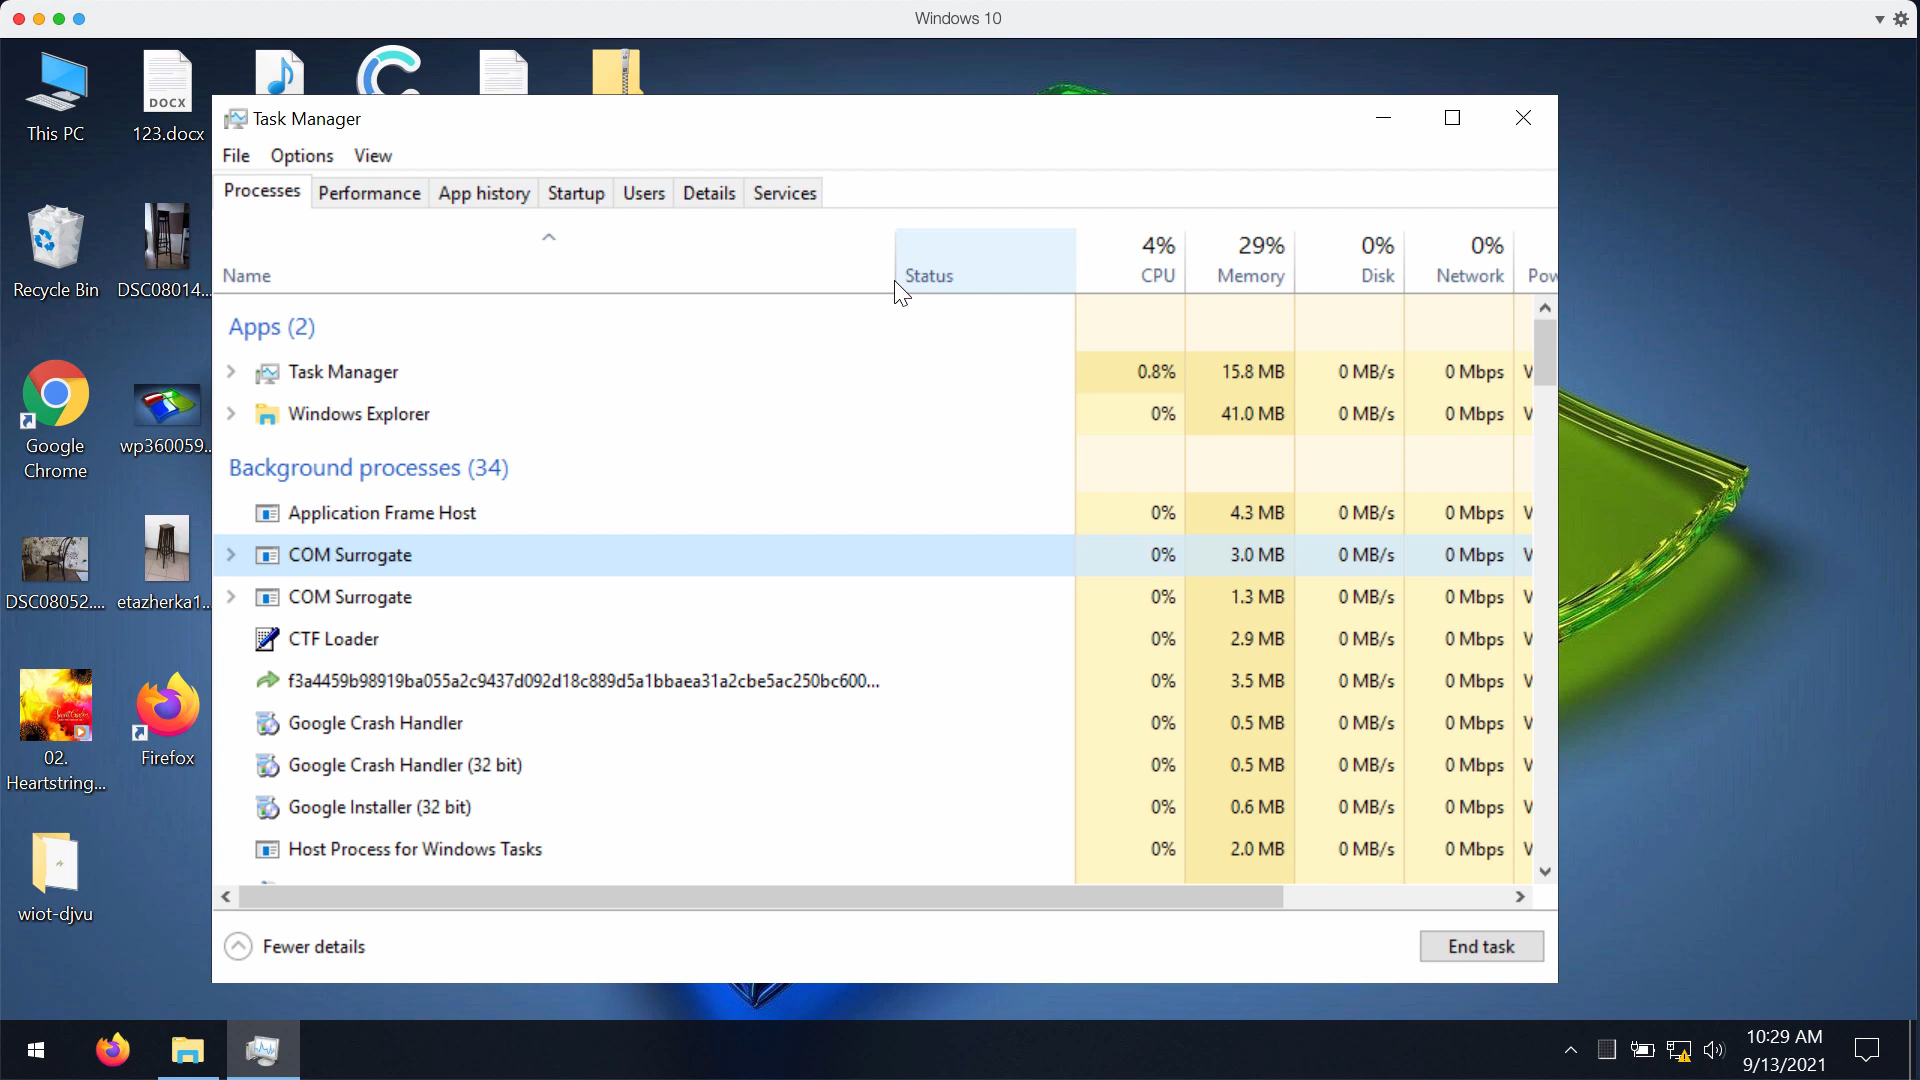 Windows 10
This PC
DOCX
123.docx
Recycle Bin
DSC08014...
Google
Chrome
wp360059...
DSC08052....
etazherka1...
02.
Heartstring...
Firefox
wiot-djvu
Task Manager
File Options View
Processes Performance App history Startup Users Details Services
4% 29% 0% 0%
Name Status CPU Memory Disk Network Pow
Apps (2)
Task Manager 0.8% 15.8 MB 0 MB/s 0 Mbps V
Windows Explorer 0% 41.0 MB 0 MB/s 0 Mbps V
Background processes (34)
Application Frame Host 0% 4.3 MB 0 MB/s 0 Mbps V
COM Surrogate 0% 3.0 MB 0 MB/s 0 Mbps V
COM Surrogate 0% 1.3 MB 0 MB/s 0 Mbps V
CTF Loader 0% 2.9 MB 0 MB/s 0 Mbps V
f3a4459b98919ba055a2c9437d092d18c889d5a1bbaea31a2cbe5ac250bc600... 0% 3.5 MB 0 MB/s 0 Mbps V
Google Crash Handler 0% 0.5 MB 0 MB/s 0 Mbps V
Google Crash Handler (32 bit) 0% 0.5 MB 0 MB/s 0 Mbps V
Google Installer (32 bit) 0% 0.6 MB 0 MB/s 0 Mbps V
Host Process for Windows Tasks 0% 2.0 MB 0 MB/s 0 Mbps V
Fewer details
End task
10:29 AM
9/13/2021